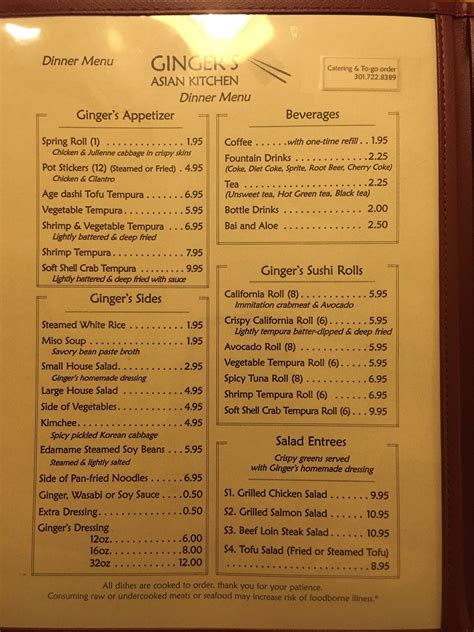 Dinner Menu
GINGER'S
ASIAN KITCHEN
Dinner Menu
Catering & To-go order
301.722.8389
Ginger's Appetizer
Spring Roll (1) 1.95
Chicken & Julienne cabbage in crispy skins
Pot Stickers (12) (Steamed or Fried) . 4.95
Chicken & Cilantro
Age dashi Tofu Tempura 6.95
Vegetable Tempura 5.95
Shrimp & Vegetable Tempura 6.95
Lightly battered & deep fried
Shrimp Tempura 7.95
Soft Shell Crab Tempura 9.95
Lightly battered & deep fried with sauce
Ginger's Sides
Steamed White Rice 1.95
Miso Soup 1.95
Savory bean paste broth
Small House Salad 2.95
Ginger's homemade dressing
Large House Salad 4.95
Side of Vegetables 4.95
Kimchee 4.95
Spicy pickled Korean cabbage
Edamame Steamed Soy Beans 5.95
Steamed & lightly salted
Side of Pan-fried Noodles 6.95
Ginger, Wasabi or Soy Sauce 0.50
Extra Dressing 0.50
Ginger's Dressing
12oz. 6.00
16oz. 8.00
32oz 12.00
Beverages
Coffee with one-time refill 1.95
Fountain Drinks 2.25
(Coke, Diet Coke, Sprite, Root Beer, Cherry Coke)
Tea 2.25
(Unsweet tea, Hot Green tea, Black tea)
Bottle Drinks 2.00
Bai and Aloe 2.50
Ginger's Sushi Rolls
California Roll (8) 5.95
Immitation crabmeat & Avocado
Crispy California Roll (6) 6.95
Lightly tempura batter-dipped & deep fried
Avocado Roll (8) 5.95
Vegetable Tempura Roll (6) 5.95
Spicy Tuna Roll (8) 6.95
Shrimp Tempura Roll (6) 6.95
Soft Shell Crab Tempura Roll (6) 9.95
Salad Entrees
Crispy greens served
with Ginger's homemade dressing
S1. Grilled Chicken Salad 9.95
S2. Grilled Salmon Salad 10.95
S3. Beef Loin Steak Salad 10.95
S4. Tofu Salad (Fried or Steamed Tofu)
8.95
All dishes are cooked to order, thank you for your patience.
Consuming raw or undercooked meats or seafood may increase risk of foodborne illness.*